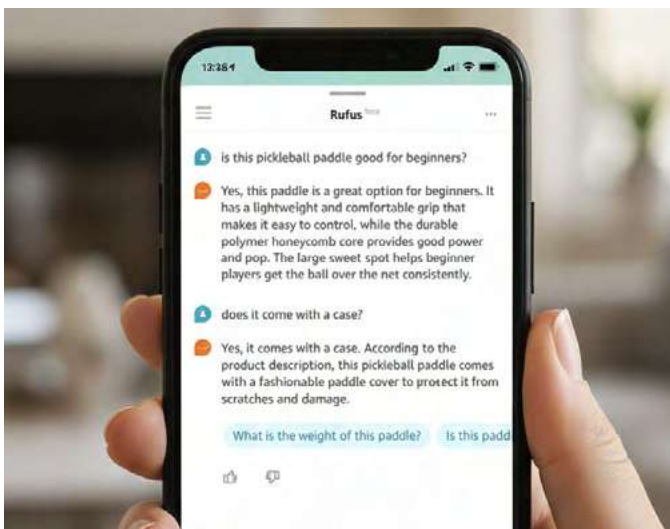 Rufus beta
is this pickleball paddle good for beginners?
Yes, this paddle is a great option for beginners. It
has a lightweight and comfortable grip that
makes it easy to control, while the durable
polymer honeycomb core provides good power
and pop. The large sweet spot helps beginner
players get the ball over the net consistently.
does it come with a case?
Yes, it comes with a case. According to the
product description, this pickleball paddle comes
with a fashionable paddle cover to protect it from
scratches and damage.
What is the weight of this paddle? Is this padd